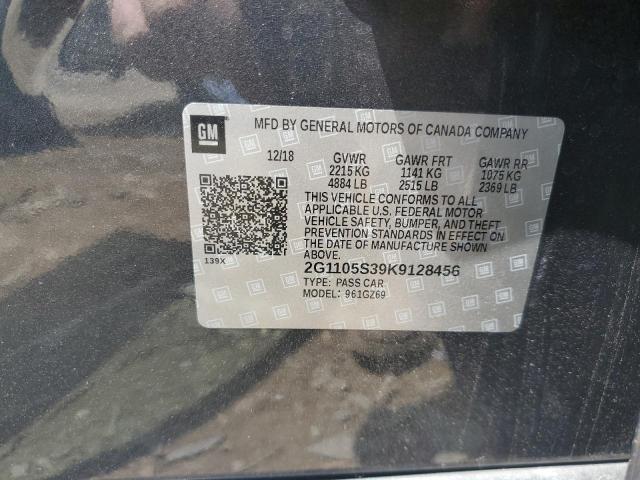 GM
MFD BY GENERAL MOTORS OF CANADA COMPANY
12/18 GVWR GAWR FRT GAWR RR
2215 KG 1141 KG 1075 KG
4884 LB 2515 LB 2369 LB
THIS VEHICLE CONFORMS TO ALL
APPLICABLE U.S. FEDERAL MOTOR
VEHICLE SAFETY, BUMPER, AND THEFT
PREVENTION STANDARDS IN EFFECT ON
THE DATE OF MANUFACTURE SHOWN
ABOVE.
139X
2G1105S39K9128456
TYPE: PASS CAR
MODEL: 961GZ69